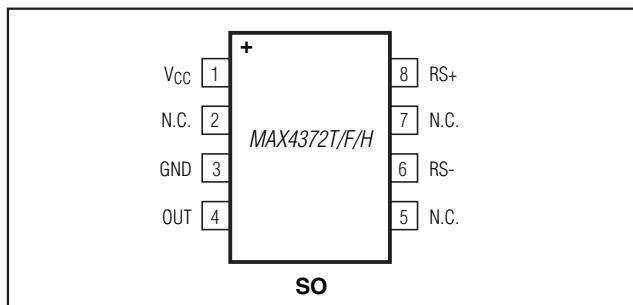 +
VCC 1 8 RS+
N.C. 2 7 N.C.
MAX4372T/F/H
GND 3 6 RS-
OUT 4 5 N.C.
SO